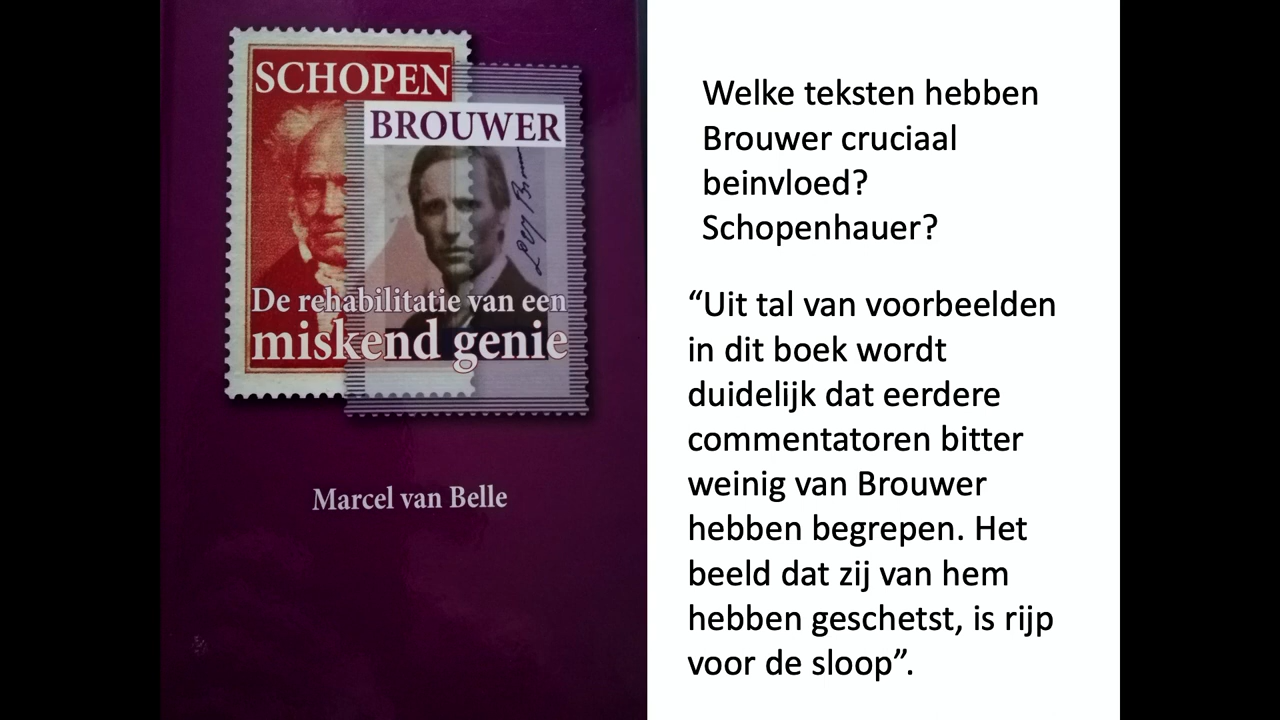 SCHOPEN
BROUWER
De rehabilitatie van een
miskend genie
Marcel van Belle
Welke teksten hebben
Brouwer cruciaal
beinvloed?
Schopenhauer?
“Uit tal van voorbeelden
in dit boek wordt
duidelijk dat eerdere
commentatoren bitter
weinig van Brouwer
hebben begrepen. Het
beeld dat zij van hem
hebben geschetst, is rijp
voor de sloop”.